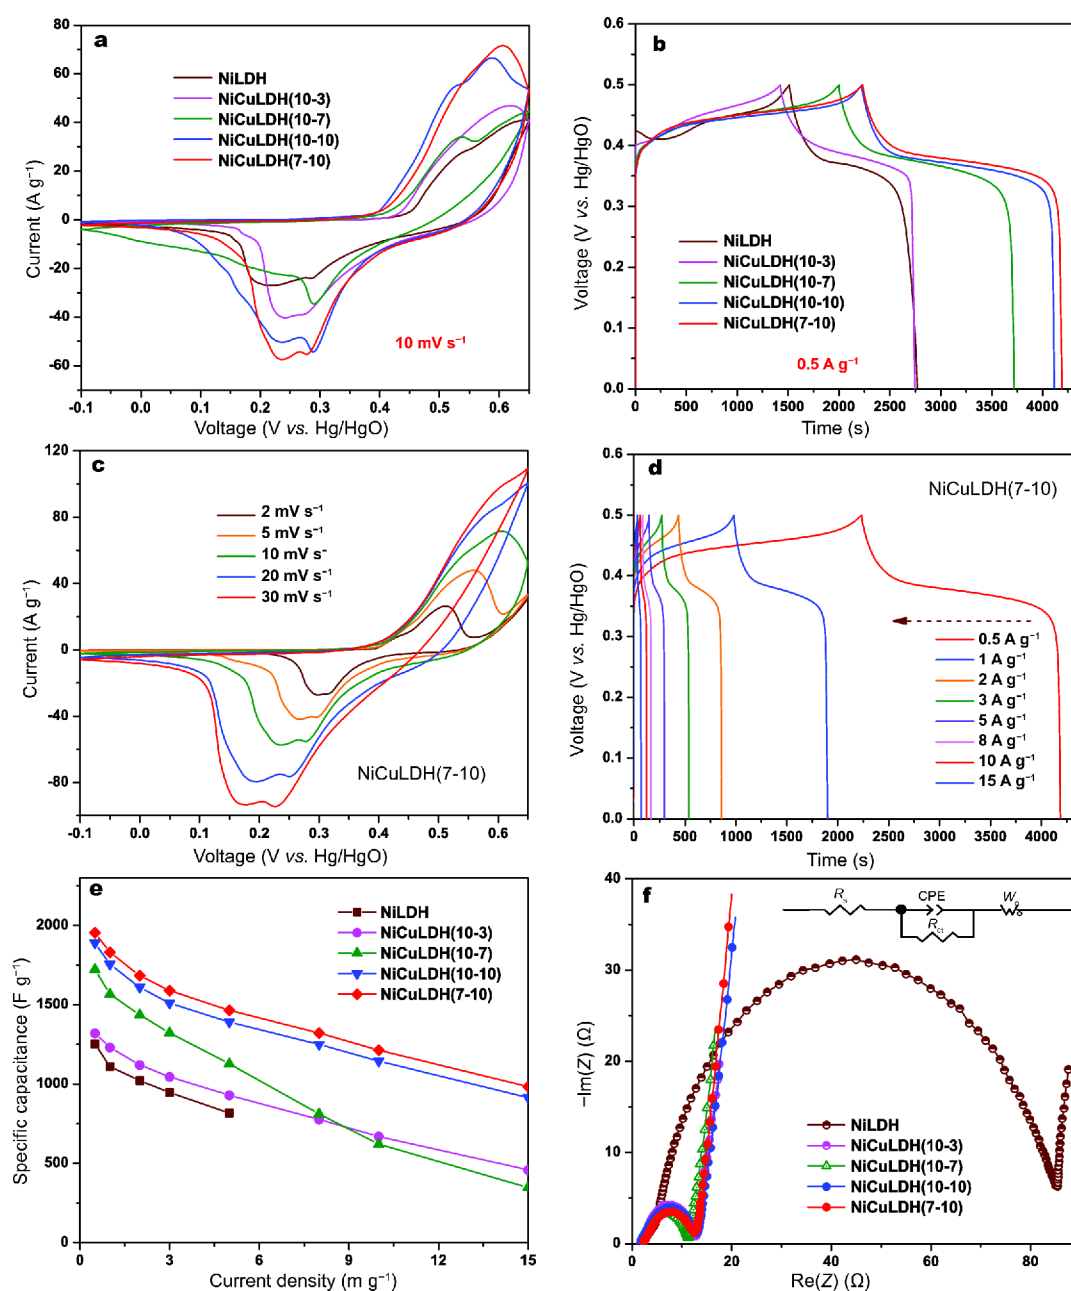 a
80
60
40
20
0
-20
-40
-60
Current (A g⁻¹)
NiLDH
NiCuLDH(10-3)
NiCuLDH(10-7)
NiCuLDH(10-10)
NiCuLDH(7-10)
10 mV s⁻¹
-0.1 0.0 0.1 0.2 0.3 0.4 0.5 0.6
Voltage (V vs. Hg/HgO)
b
0.6
0.5
0.4
0.3
0.2
0.1
0.0
Voltage (V vs. Hg/HgO)
NiLDH
NiCuLDH(10-3)
NiCuLDH(10-7)
NiCuLDH(10-10)
NiCuLDH(7-10)
0.5 A g⁻¹
0 500 1000 1500 2000 2500 3000 3500 4000
Time (s)
c
120
80
40
0
-40
-80
Current (A g⁻¹)
2 mV s⁻¹
5 mV s⁻¹
10 mV s⁻
20 mV s⁻¹
30 mV s⁻¹
NiCuLDH(7-10)
-0.1 0.0 0.1 0.2 0.3 0.4 0.5 0.6
Voltage (V vs. Hg/HgO)
d
NiCuLDH(7-10)
0.6
0.5
0.4
0.3
0.2
0.1
0.0
Voltage (V vs. Hg/HgO)
0.5 A g⁻¹
1 A g⁻¹
2 A g⁻¹
3 A g⁻¹
5 A g⁻¹
8 A g⁻¹
10 A g⁻¹
15 A g⁻¹
0 500 1000 1500 2000 2500 3000 3500 4000
Time (s)
e
2000
1500
1000
500
0
Specific capacitance (F g⁻¹)
NiLDH
NiCuLDH(10-3)
NiCuLDH(10-7)
NiCuLDH(10-10)
NiCuLDH(7-10)
0 3 6 9 12 15
Current density (m g⁻¹)
f
40
30
20
10
0
−Im(Z) (Ω)
Rs CPE Wo
Rct
NiLDH
NiCuLDH(10-3)
NiCuLDH(10-7)
NiCuLDH(10-10)
NiCuLDH(7-10)
0 20 40 60 80
Re(Z) (Ω)